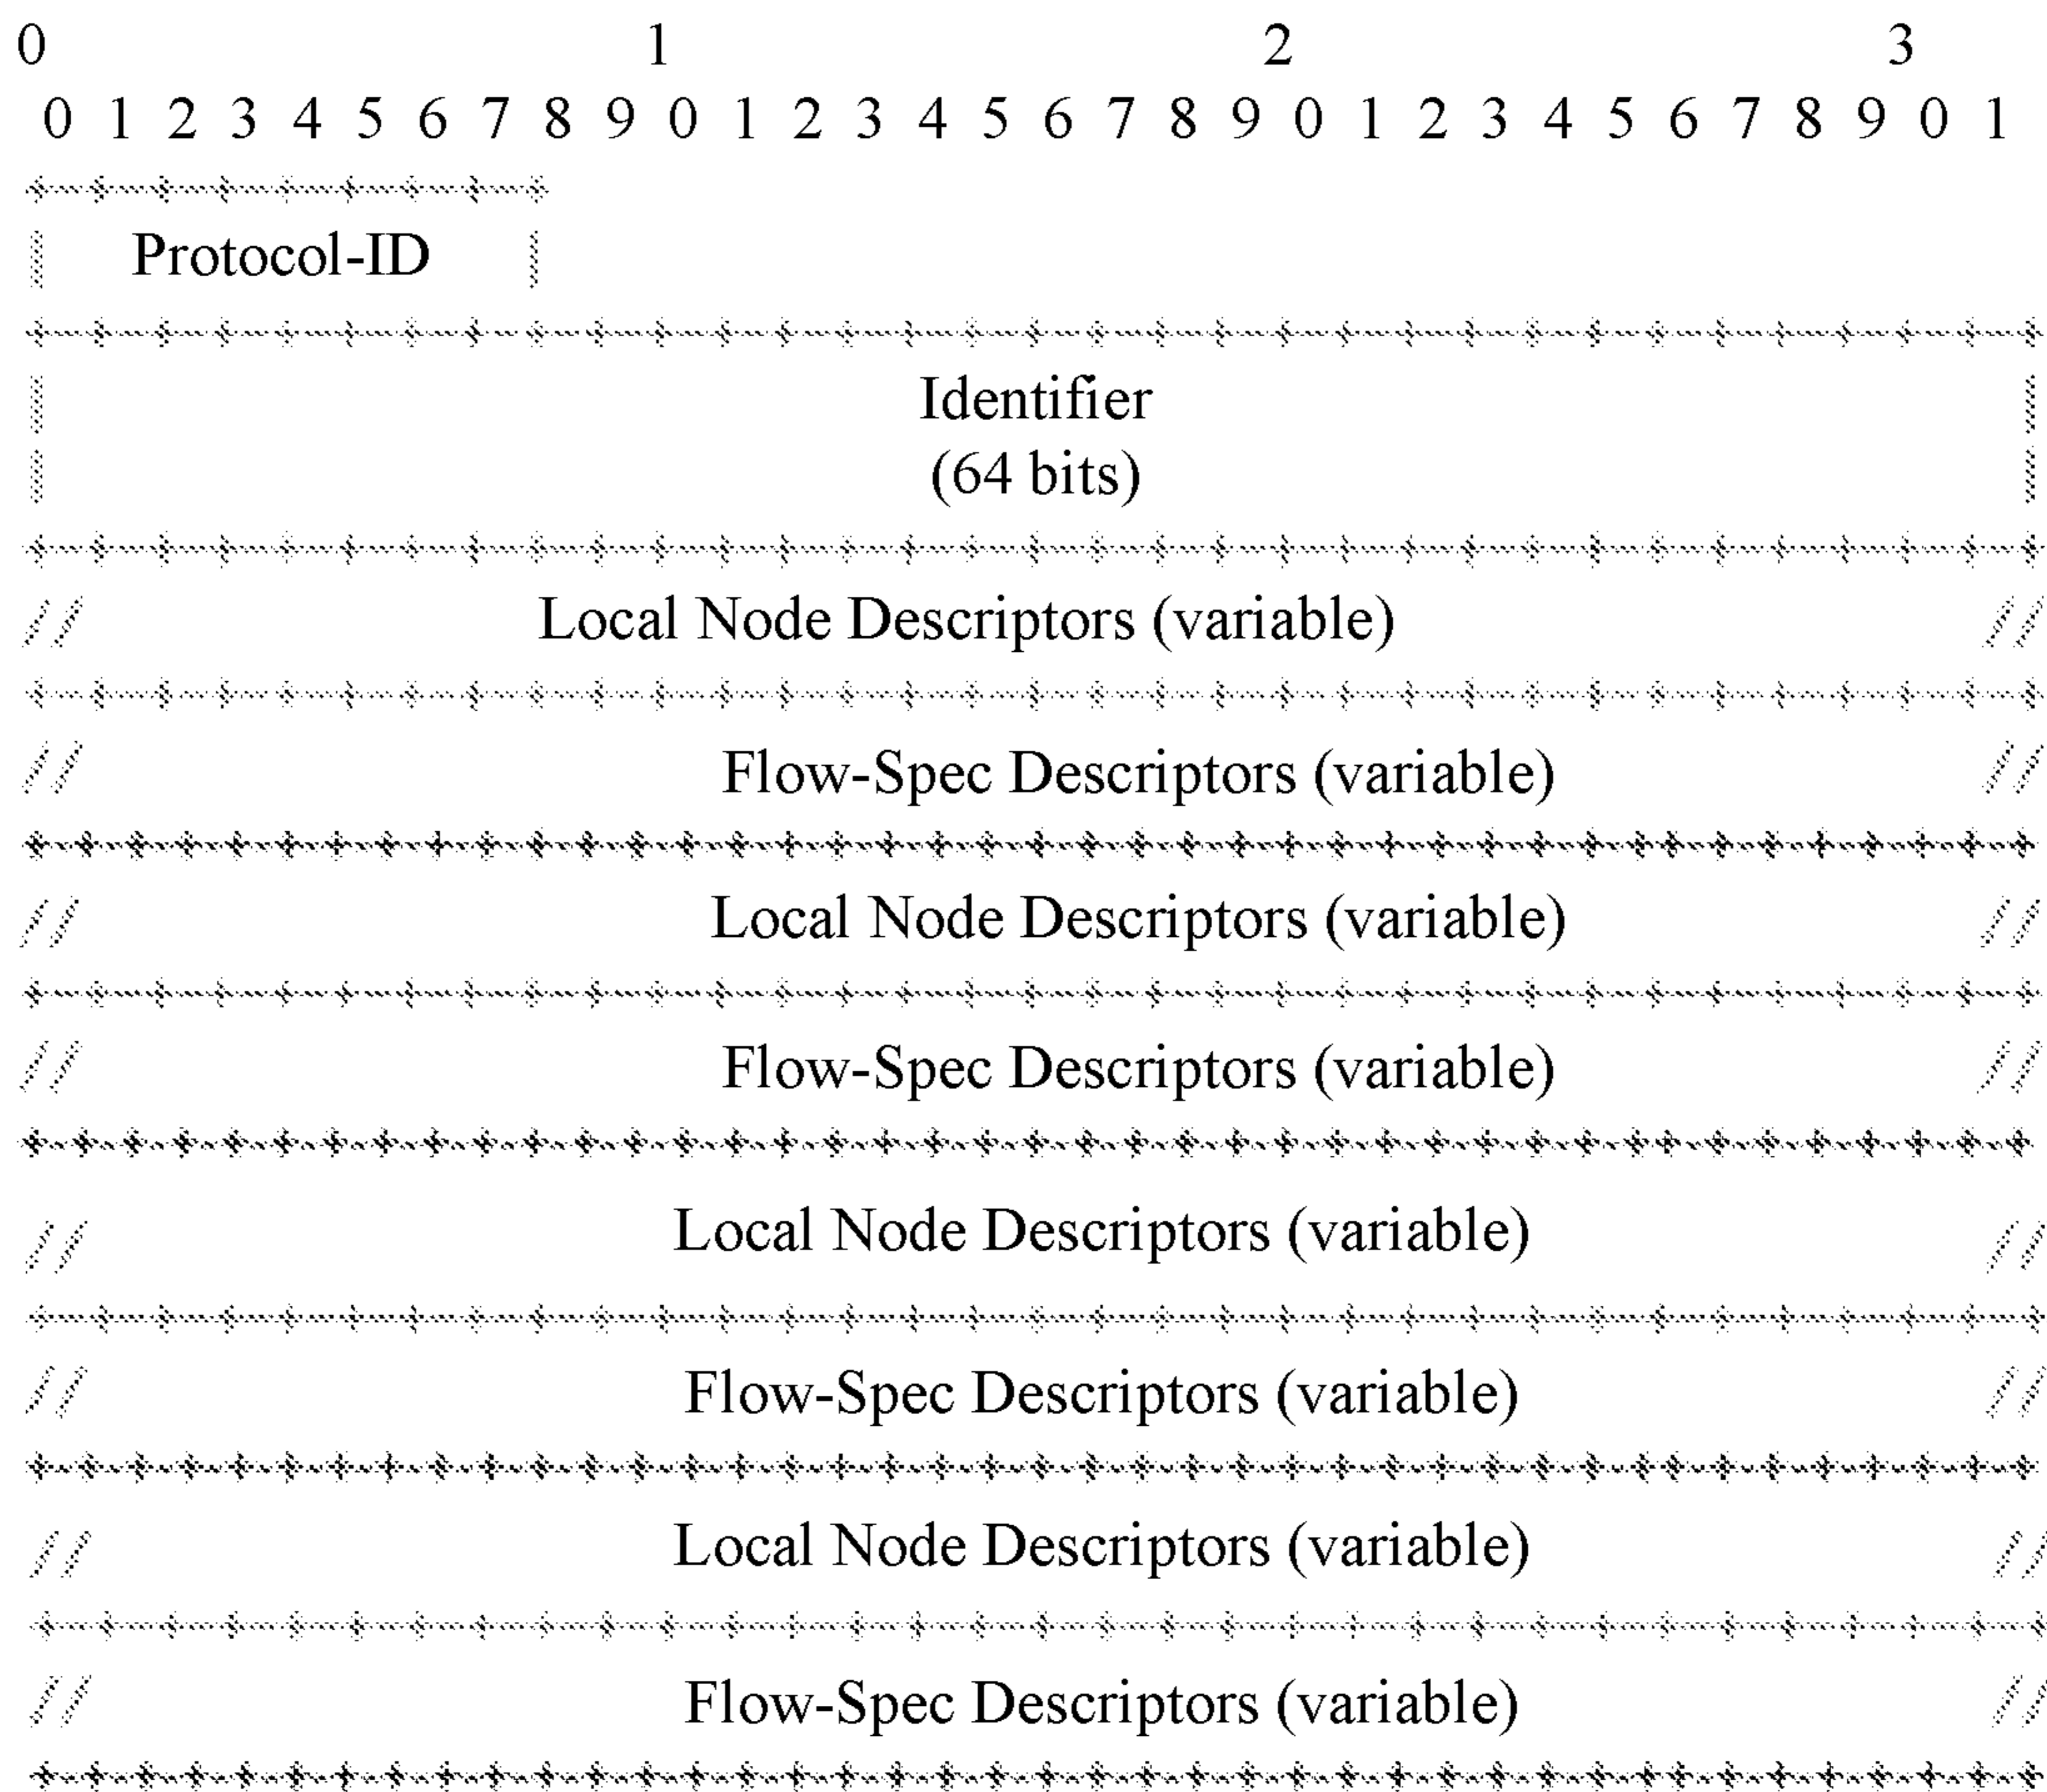 0 1 2 3
0 1 2 3 4 5 6 7 8 9 0 1 2 3 4 5 6 7 8 9 0 1 2 3 4 5 6 7 8 9 0 1
Protocol-ID
Identifier
(64 bits)
// Local Node Descriptors (variable) //
// Flow-Spec Descriptors (variable) //
// Local Node Descriptors (variable) //
// Flow-Spec Descriptors (variable) //
// Local Node Descriptors (variable) //
// Flow-Spec Descriptors (variable) //
// Local Node Descriptors (variable) //
// Flow-Spec Descriptors (variable) //